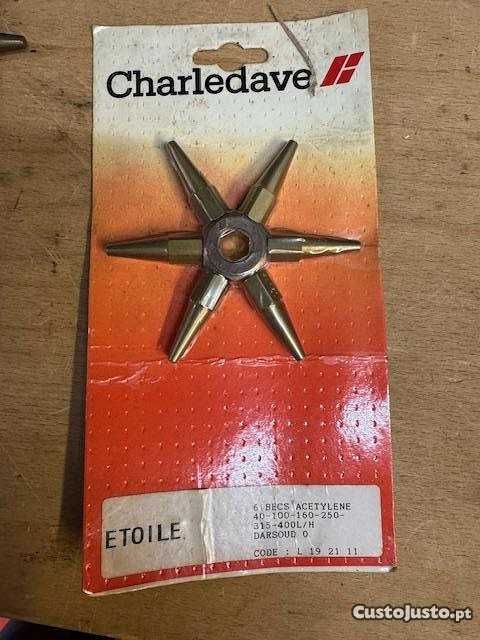 Charledave
ETOILE
6 BECS ACETYLENE
40-100-160-250-
315-400L/H
DARSOUD 0
CODE : L 19 21 11
CustoJusto.pt